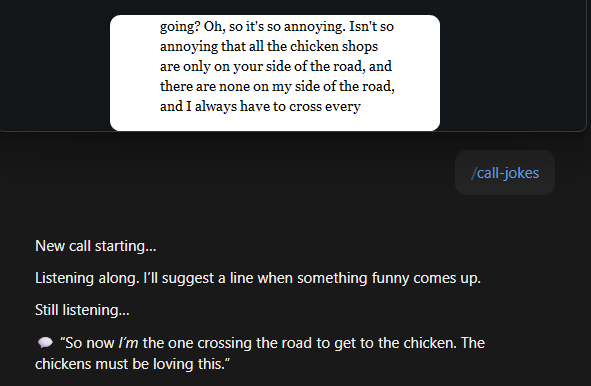 going? Oh, so it's so annoying. Isn't so
annoying that all the chicken shops
are only on your side of the road, and
there are none on my side of the road,
and I always have to cross every
/call-jokes
New call starting...
Listening along. I’ll suggest a line when something funny comes up.
Still listening...
💬 “So now I’m the one crossing the road to get to the chicken. The
chickens must be loving this.”